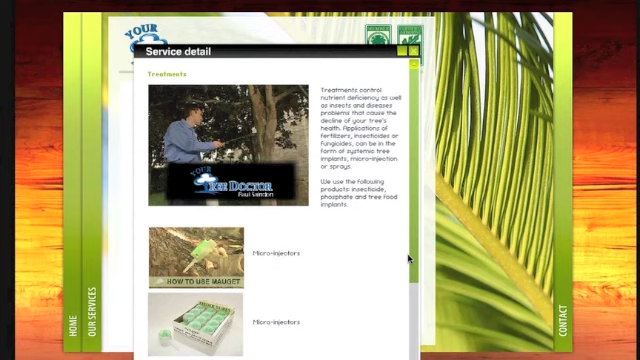 YOUR
Service detail
Treatments
Treatments control
nutrient deficiency as well
as insects and diseases
problems that cause the
decline of your tree's
health. Applications of
fertilizers, insecticides or
fungicides, can be in the
form of systemic tree
implants, micro-injection
or sprays.
We use the following
products: insecticide,
phosphate and tree food
implants.
YOUR
TREE DOCTOR
HOW TO USE MAUGET
Micro-injectors
Micro-injectors
HOME
OUR SERVICES
CONTACT